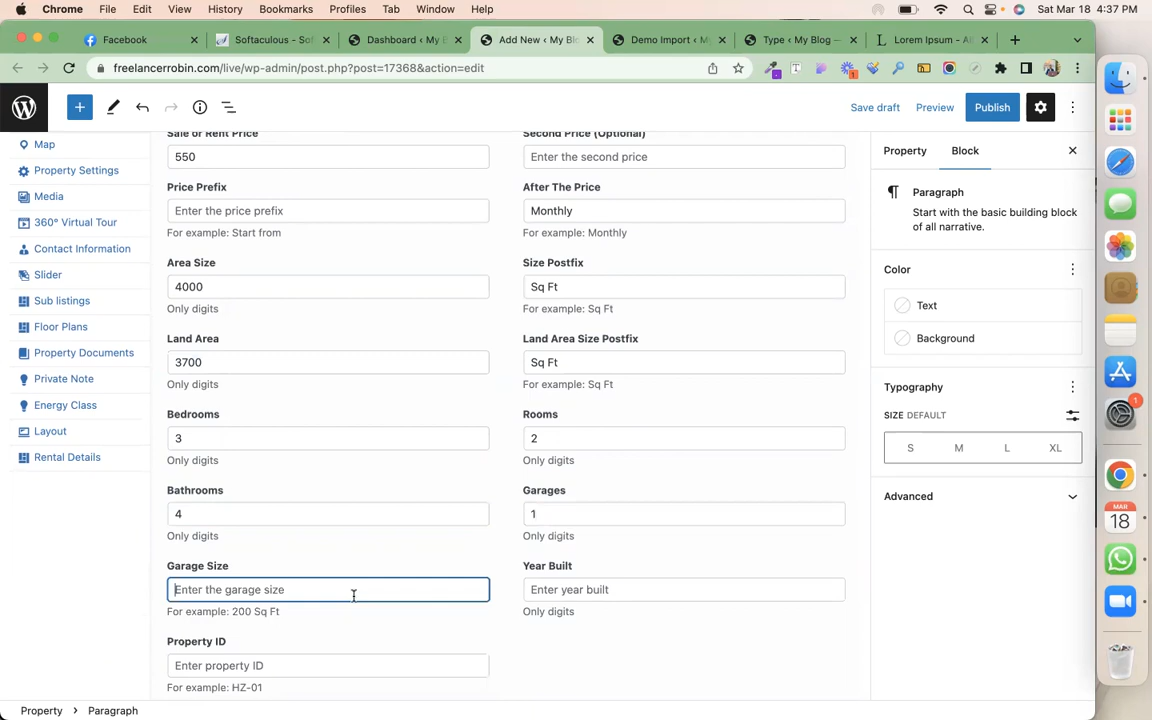 Chrome File Edit View History Bookmarks Profiles Tab Window Help Sat Mar 18 4:37 PM
Facebook Softaculous - Sof Dashboard < My B Add New < My Ble Demo Import < My Type < My Blog — Lorem Ipsum - All
freelancerrobin.com/live/wp-admin/post.php?post=17368&action=edit
Save draft Preview Publish
Map
Property Settings
Media
360° Virtual Tour
Contact Information
Slider
Sub listings
Floor Plans
Property Documents
Private Note
Energy Class
Layout
Rental Details
Sale or Rent Price Second Price (Optional)
550 Enter the second price
Price Prefix After The Price
Enter the price prefix Monthly
For example: Start from For example: Monthly
Area Size Size Postfix
4000 Sq Ft
Only digits For example: Sq Ft
Land Area Land Area Size Postfix
3700 Sq Ft
Only digits For example: Sq Ft
Bedrooms Rooms
3 2
Only digits Only digits
Bathrooms Garages
4 1
Only digits Only digits
Garage Size Year Built
Enter the garage size Enter year built
For example: 200 Sq Ft Only digits
Property ID
Enter property ID
For example: HZ-01
Property Block
Paragraph
Start with the basic building block
of all narrative.
Color
Text
Background
Typography
SIZE DEFAULT
S M L XL
Advanced
1
MAR
18
Property > Paragraph